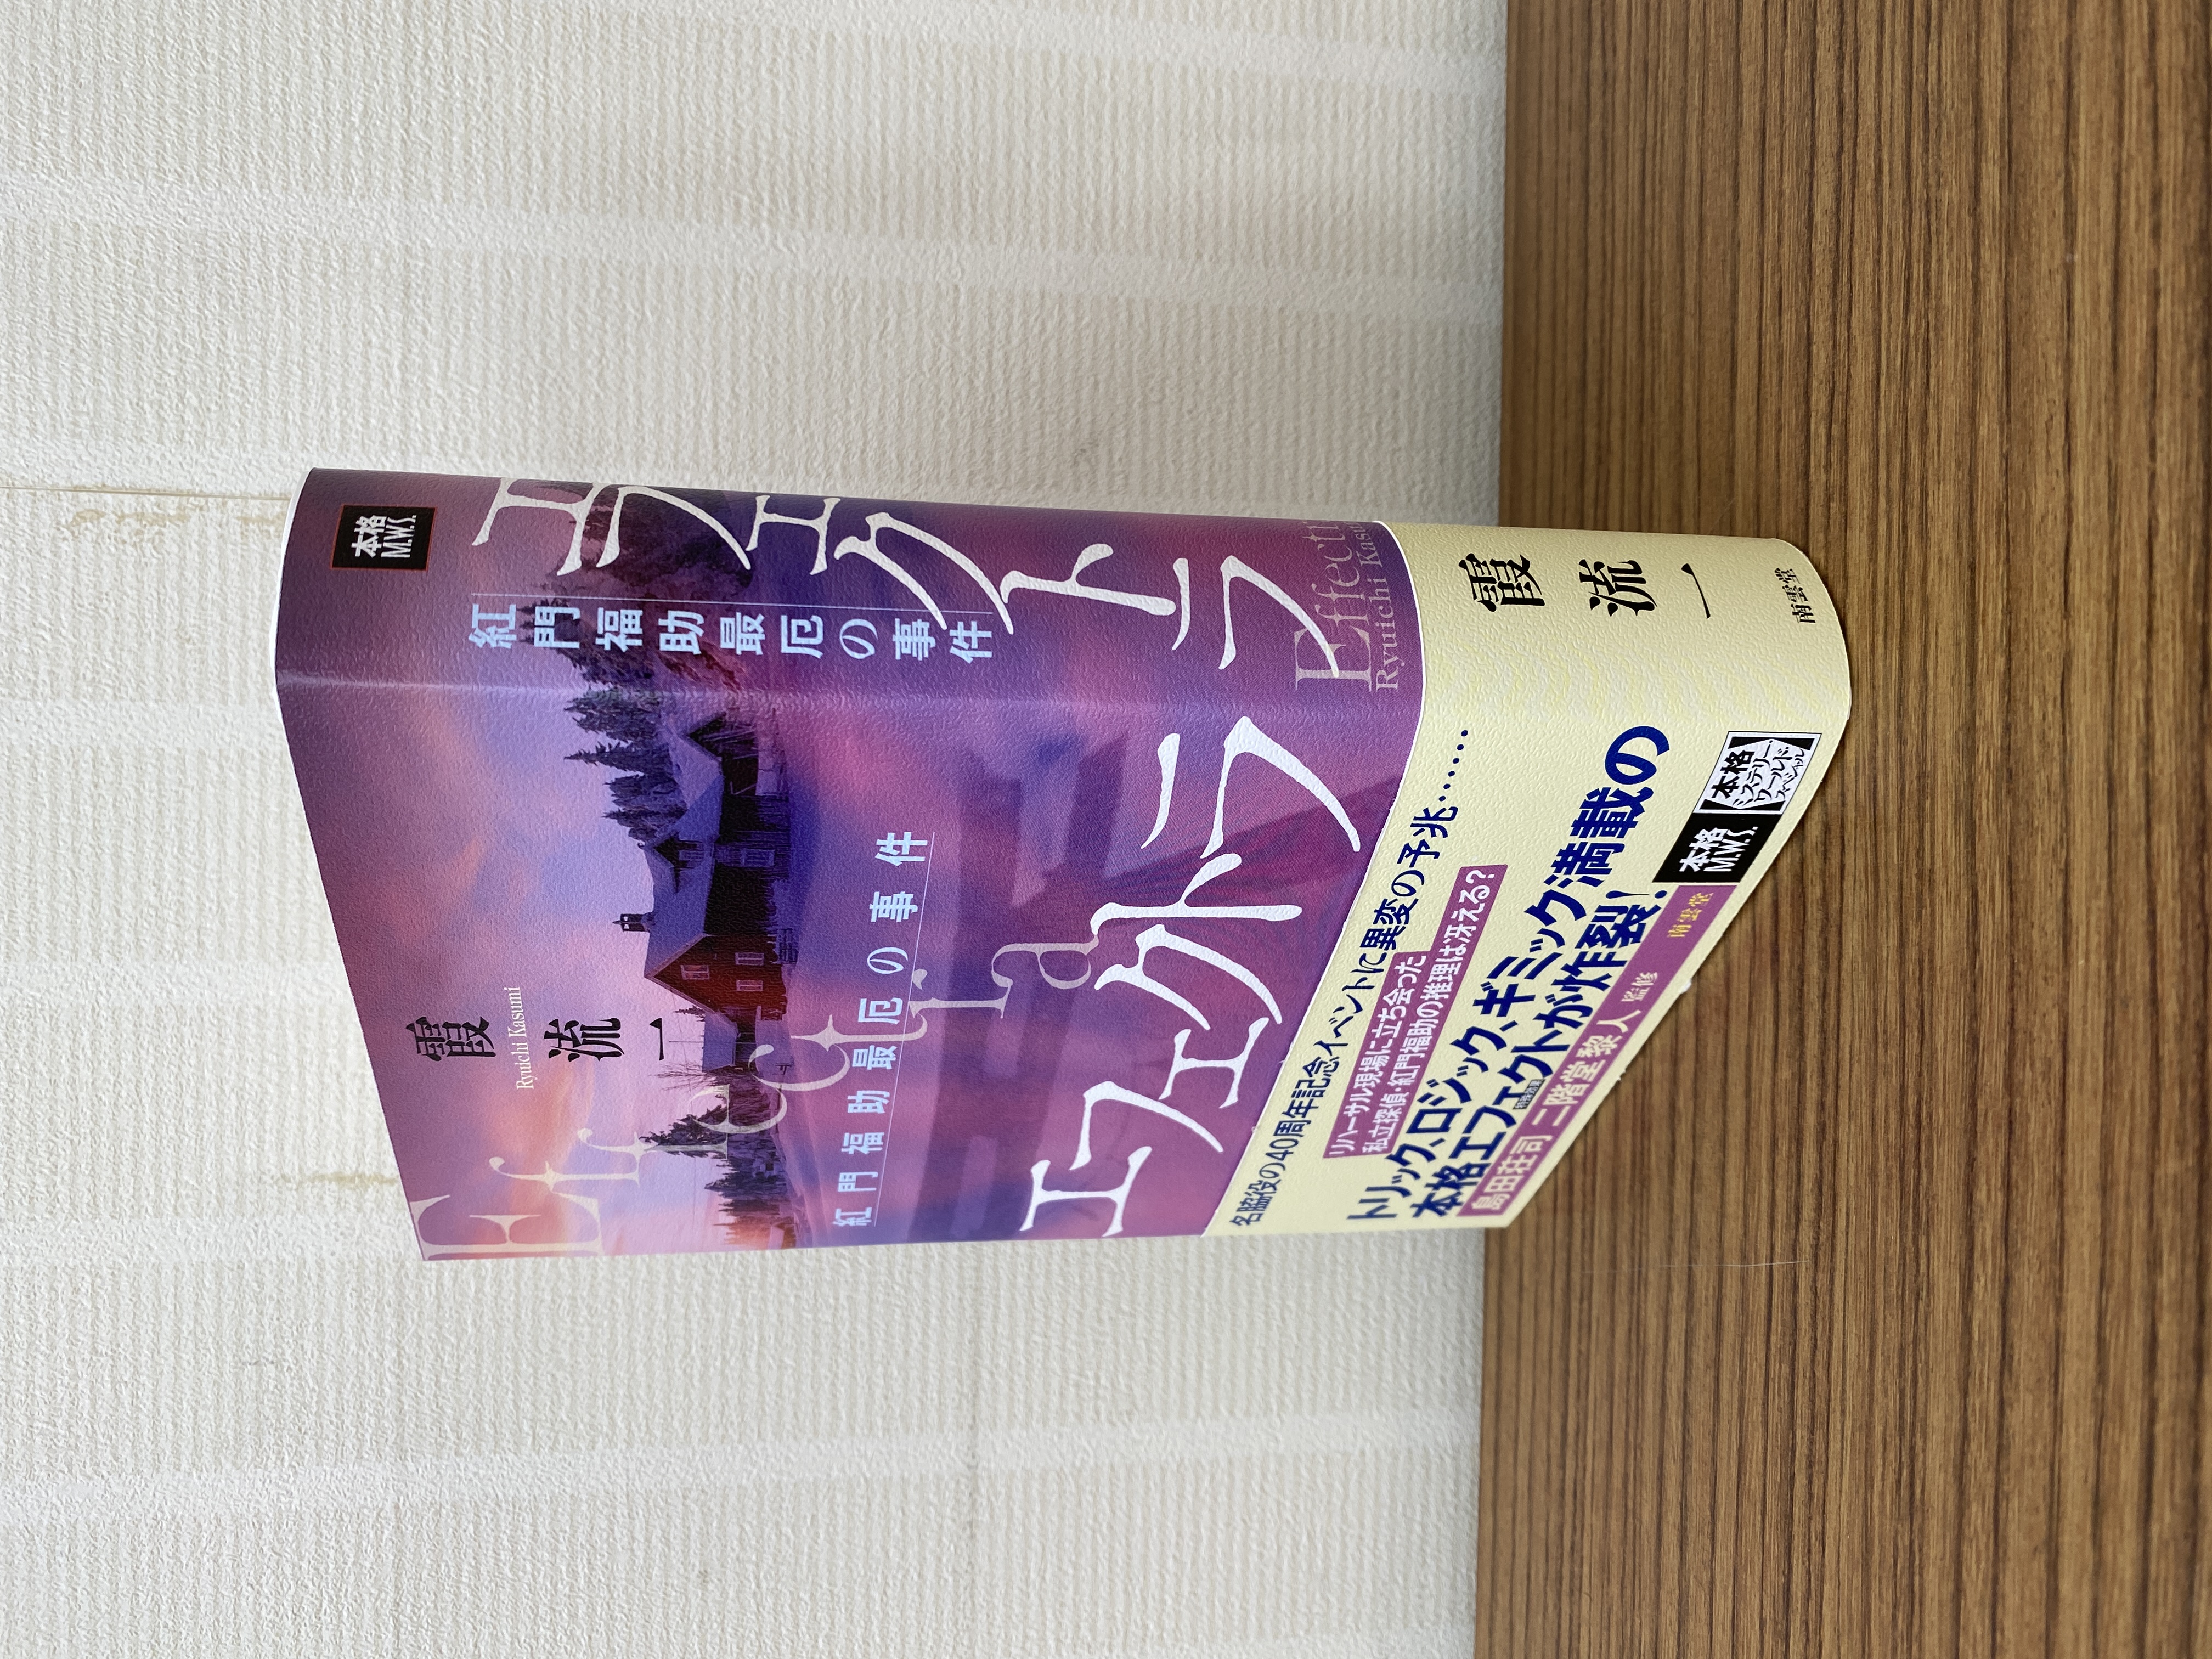 本格
M.W.S.
エフェクトラ
紅門福助最厄の事件
Effect
Ryuichi Kasu
霞流一
南雲堂
霞流一
Ryuichi Kasumi
Effectra
紅門福助最厄の事件
エフェクトラ
名脇役の40周年記念イベントに異変の予兆……
リハーサル現場に立ち会った
私立探偵・紅門福助の推理は冴える?
トリック、ロジック、ギミック満載の
本格エフェクトが炸裂!
島田荘司 二階堂黎人 監修
南雲堂
本格
M.W.S.
本格
ミステリー
ワールド
スペシャル